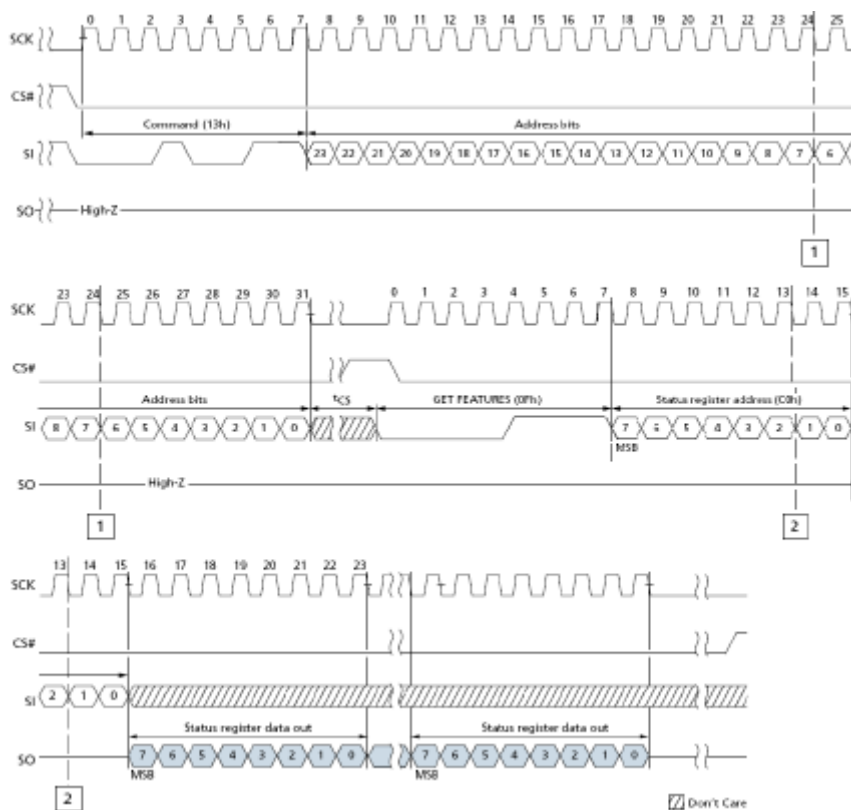 0 1 2 3 4 5 6 7 8 9 10 11 12 13 14 15 16 17 18 19 20 21 22 23 24 25
SCK
CS#
Command (13h) Address bits
SI 23 22 21 20 19 18 17 16 15 14 13 12 11 10 9 8 7 6
SO High-Z
1
23 24 25 26 27 28 29 30 31 0 1 2 3 4 5 6 7 8 9 10 11 12 13 14 15
SCK
CS#
Address bits tCS GET FEATURES (0Fh) Status register address (C0h)
SI 8 7 6 5 4 3 2 1 0 7 6 5 4 3 2 1 0
MSB
SO High-Z
1 2
13 14 15 16 17 18 19 20 21 22 23
SCK
CS#
SI 2 1 0
Status register data out Status register data out
SO 7 6 5 4 3 2 1 0 7 6 5 4 3 2 1 0
MSB MSB
2
Don't Care